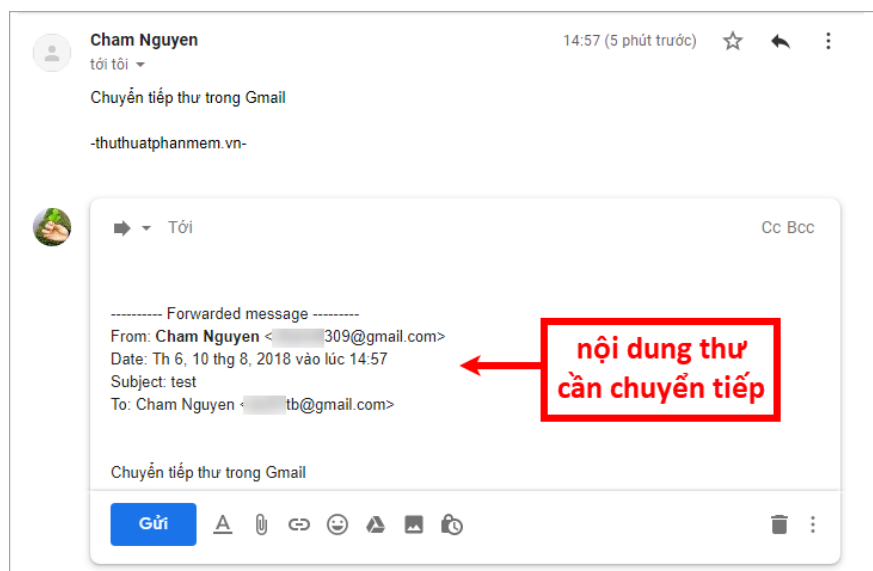 Cham Nguyen
14:57 (5 phút trước)
tới tôi
Chuyển tiếp thư trong Gmail
-thuthuatphanmem.vn-
Tới
Cc Bcc
---------- Forwarded message ---------
From: Cham Nguyen < 309@gmail.com>
Date: Th 6, 10 thg 8, 2018 vào lúc 14:57
Subject: test
To: Cham Nguyen < tb@gmail.com>
nội dung thư
cần chuyển tiếp
Chuyển tiếp thư trong Gmail
Gửi